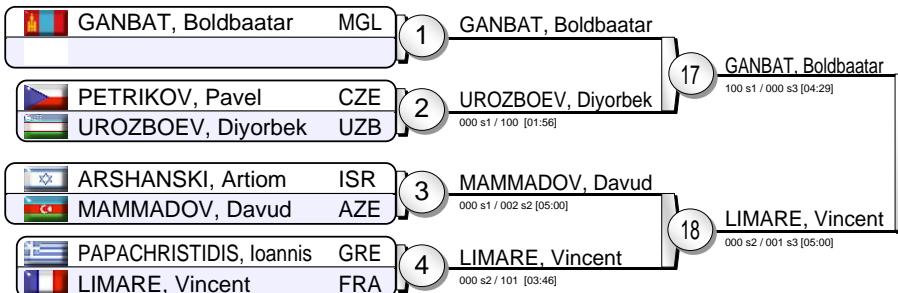 GANBAT, Boldbaatar MGL
1
GANBAT, Boldbaatar
PETRIKOV, Pavel CZE
UROZBOEV, Diyorbek UZB
2
UROZBOEV, Diyorbek
000 s1 / 100 [01:56]
17
GANBAT, Boldbaatar
100 s1 / 000 s3 [04:29]
ARSHANSKI, Artiom ISR
MAMMADOV, Davud AZE
3
MAMMADOV, Davud
000 s1 / 002 s2 [05:00]
PAPACHRISTIDIS, Ioannis GRE
LIMARE, Vincent FRA
4
LIMARE, Vincent
000 s2 / 101 [03:46]
18
LIMARE, Vincent
000 s2 / 001 s3 [05:00]